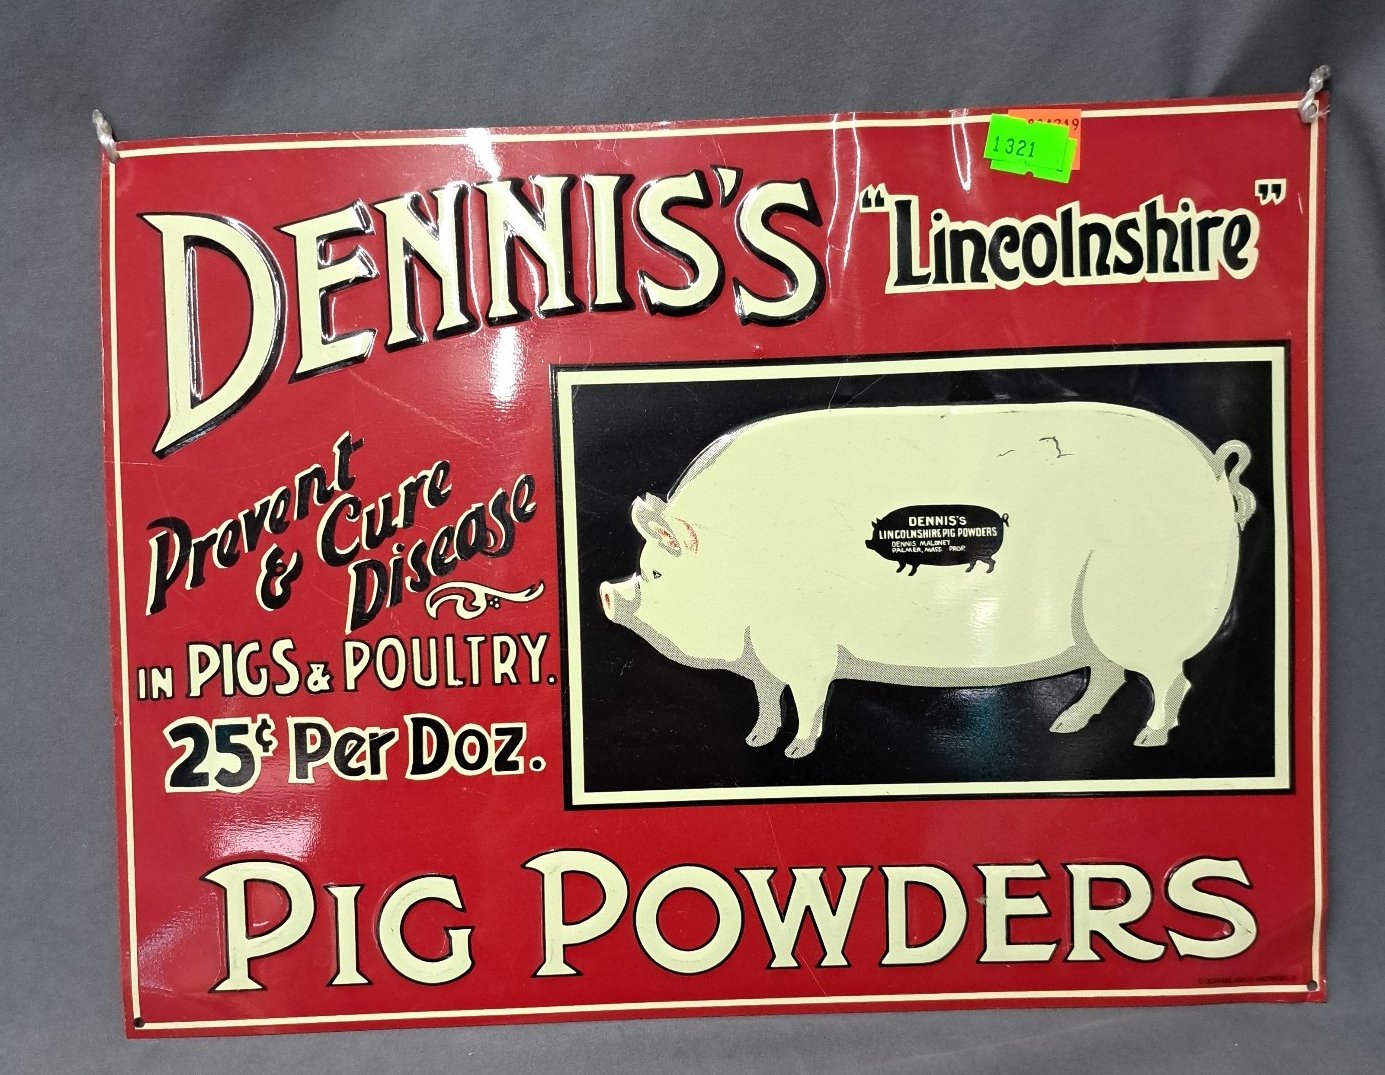 1321
DENNIS'S
"Lincolnshire"
Prevent
& Cure
Disease
IN PIGS & POULTRY.
25¢ Per Doz.
DENNIS'S
LINCOLNSHIRE PIG POWDERS
DENNIS MALONEY
PALMER, MASS PROP.
PIG POWDERS